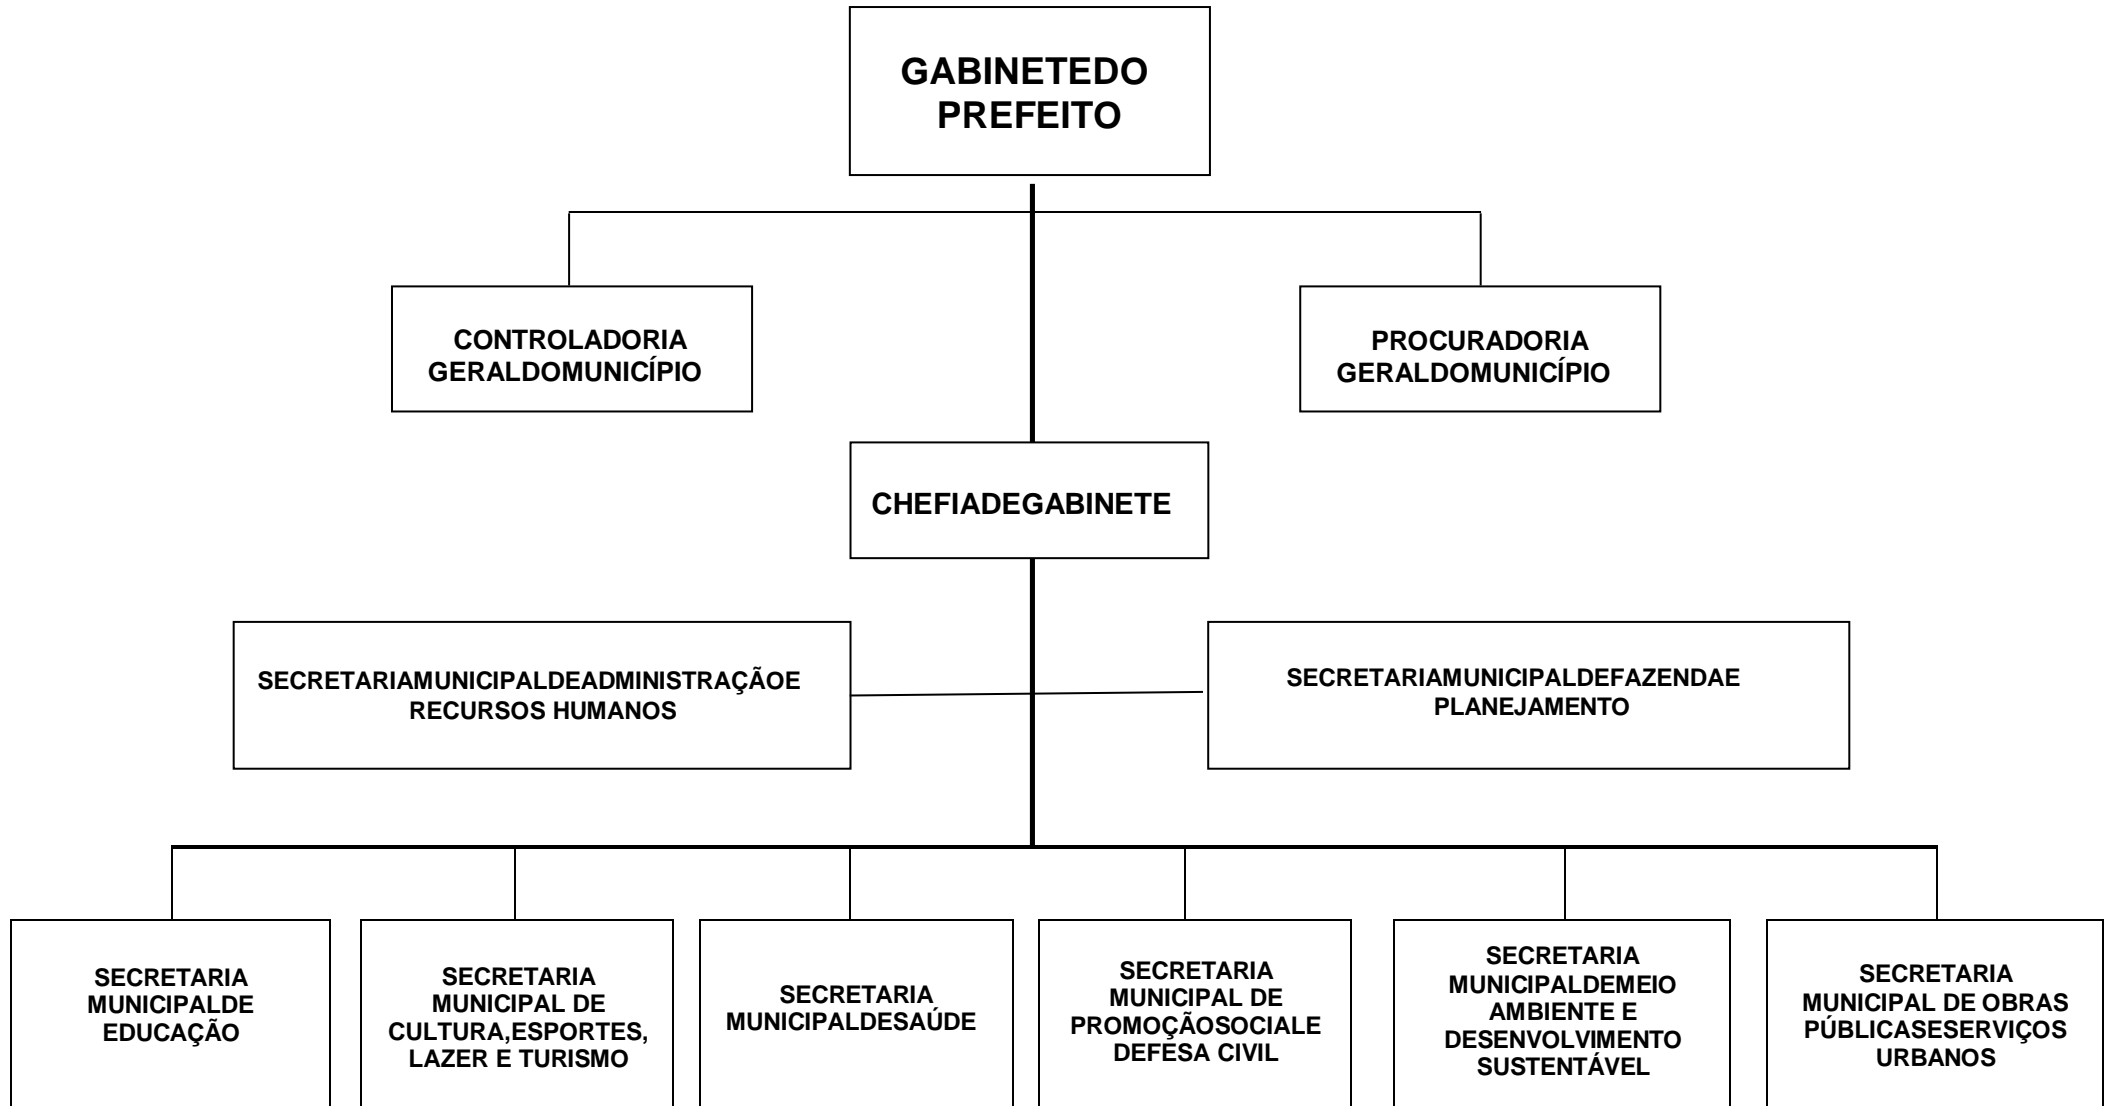 GABINETEDO
PREFEITO
CONTROLADORIA
GERALDOMUNICÍPIO
PROCURADORIA
GERALDOMUNICÍPIO
CHEFIADEGABINETE
SECRETARIAMUNICIPALDEADMINISTRAÇÃOE
RECURSOS HUMANOS
SECRETARIAMUNICIPALDEFAZENDAE
PLANEJAMENTO
SECRETARIA
MUNICIPALDE
EDUCAÇÃO
SECRETARIA
MUNICIPAL DE
CULTURA,ESPORTES,
LAZER E TURISMO
SECRETARIA
MUNICIPALDESAÚDE
SECRETARIA
MUNICIPAL DE
PROMOÇÃOSOCIALE
DEFESA CIVIL
SECRETARIA
MUNICIPALDEMEIO
AMBIENTE E
DESENVOLVIMENTO
SUSTENTÁVEL
SECRETARIA
MUNICIPAL DE OBRAS
PÚBLICASESERVIÇOS
URBANOS